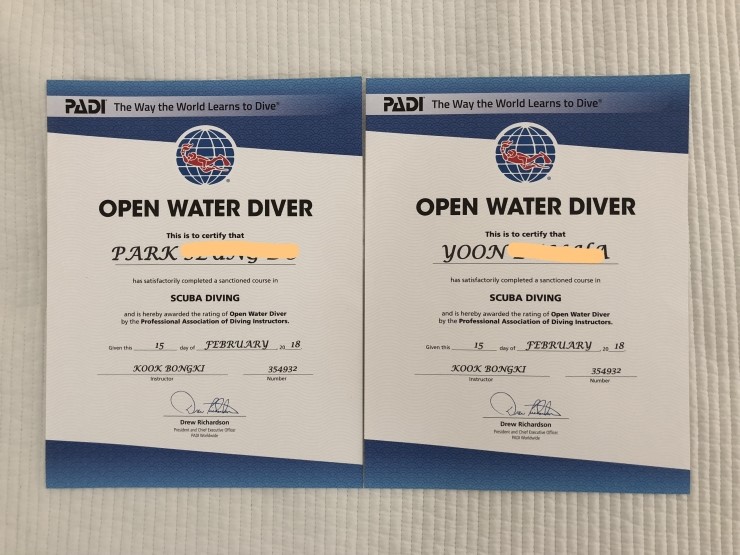 PADI The Way the World Learns to Dive®
OPEN WATER DIVER
This is to certify that
PARK
has satisfactorily completed a sanctioned course in
SCUBA DIVING
and is hereby awarded the rating of Open Water Diver
by the Professional Association of Diving Instructors.
Given this 15 day of FEBRUARY 20 18
KOOK BONGKI 354932
Instructor Number
Drew Richardson
President and Chief Executive Officer
PADI Worldwide
PADI The Way the World Learns to Dive®
OPEN WATER DIVER
This is to certify that
YOON
has satisfactorily completed a sanctioned course in
SCUBA DIVING
and is hereby awarded the rating of Open Water Diver
by the Professional Association of Diving Instructors.
Given this 15 day of FEBRUARY 20 18
KOOK BONGKI 354932
Instructor Number
Drew Richardson
President and Chief Executive Officer
PADI Worldwide